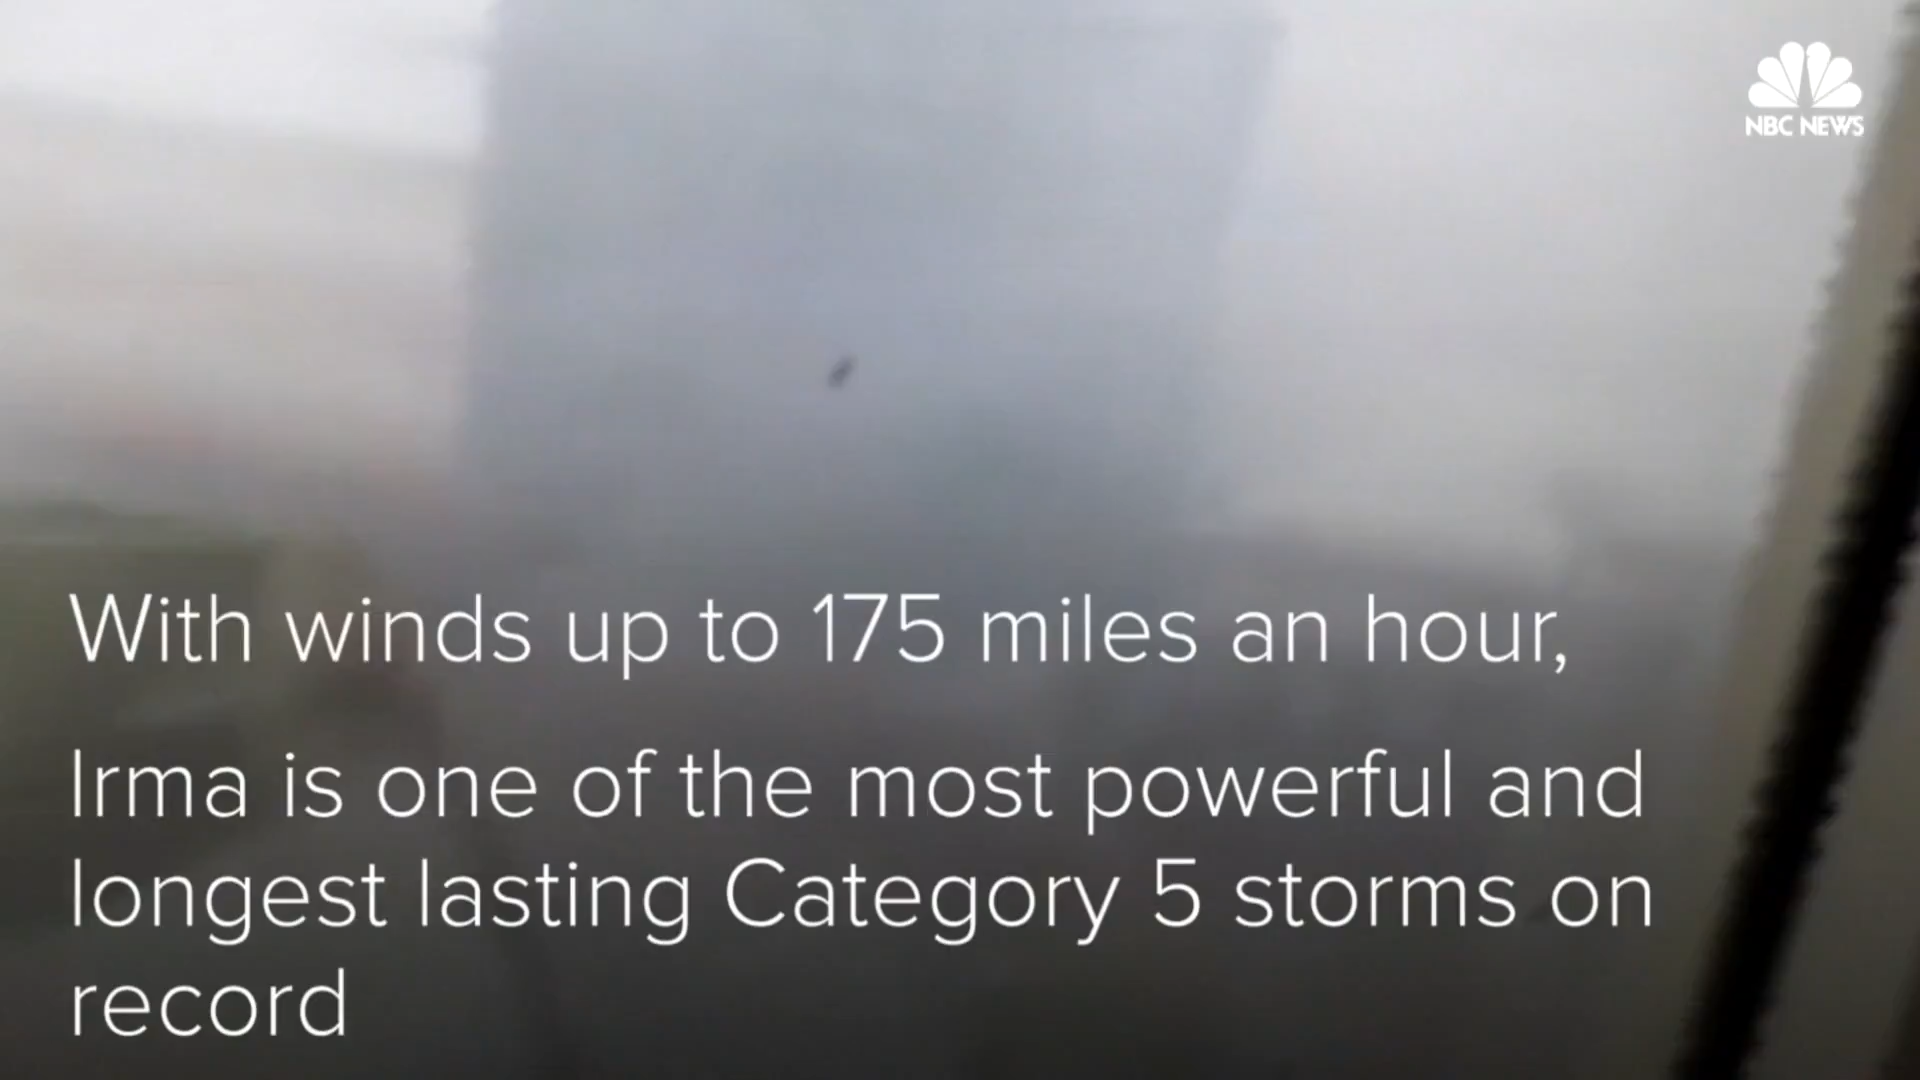 NBC NEWS
With winds up to 175 miles an hour,
Irma is one of the most powerful and
longest lasting Category 5 storms on
record